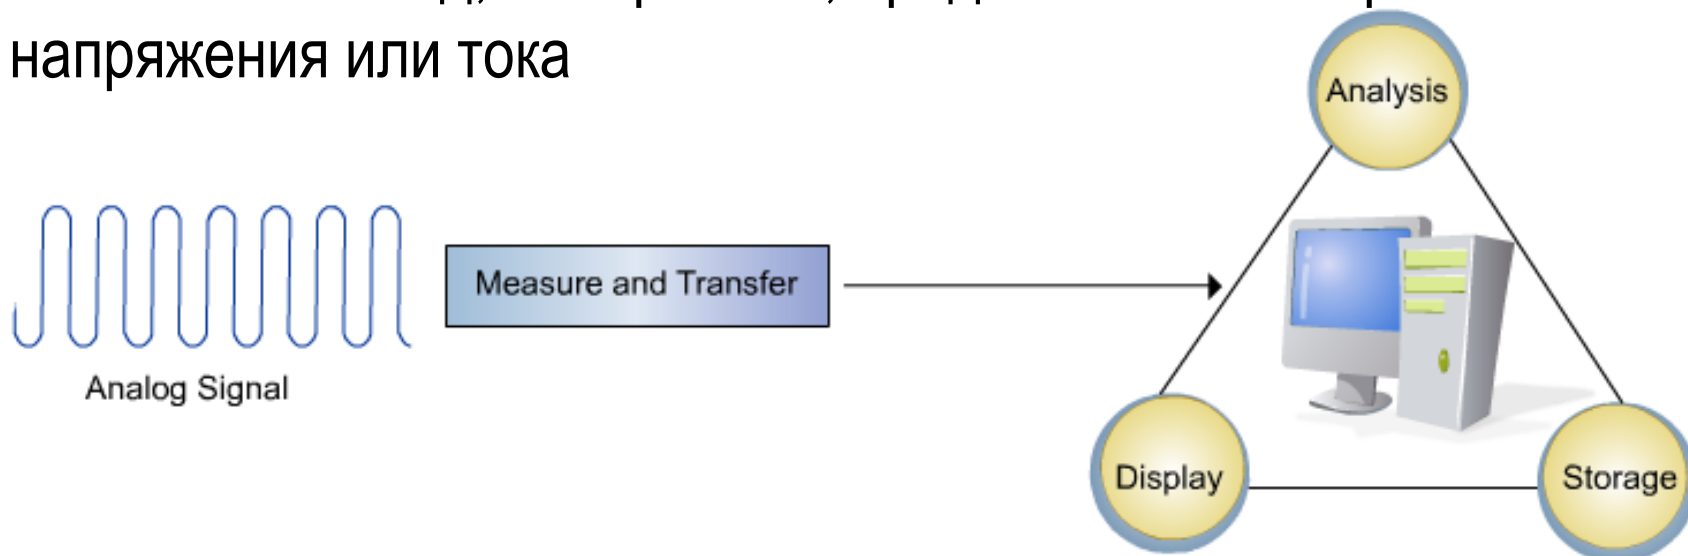 напряжения или тока
Analysis
Measure and Transfer
Analog Signal
Display
Storage